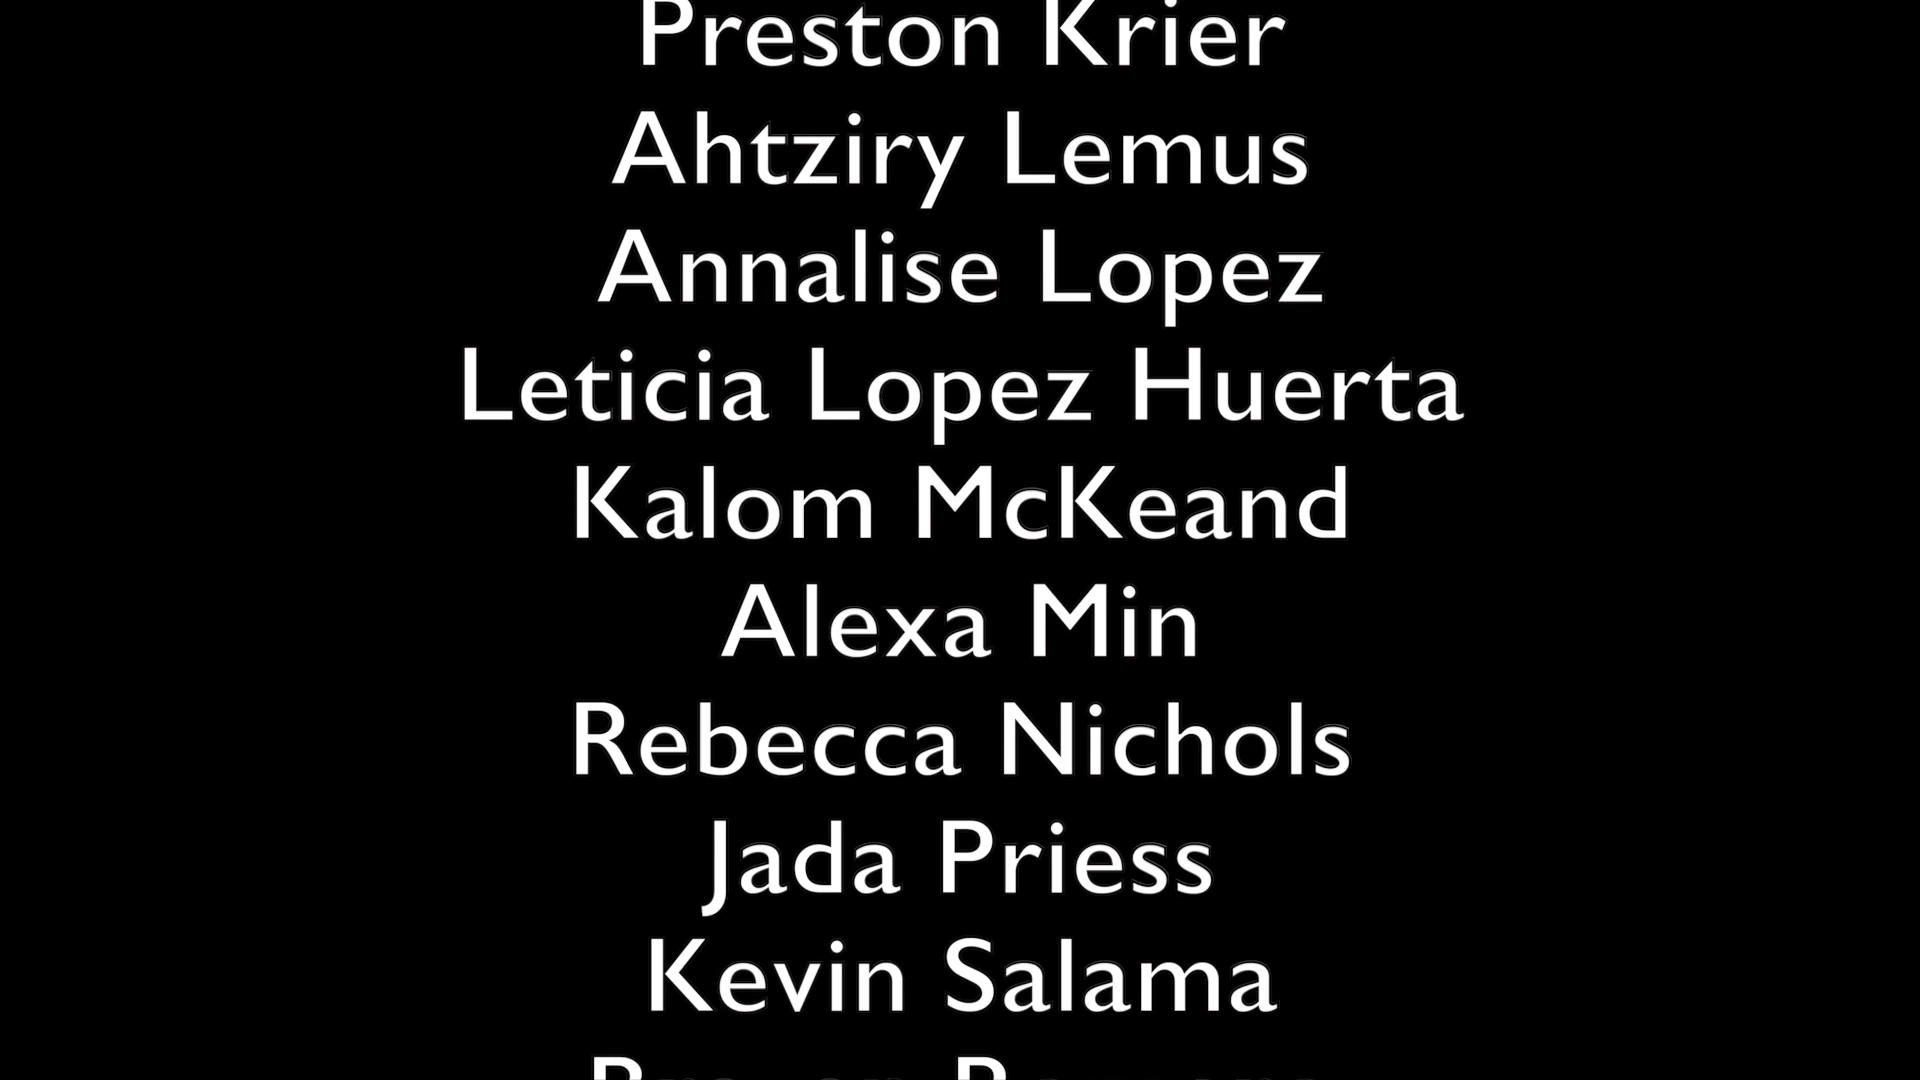 Preston Krier
Ahtziry Lemus
Annalise Lopez
Leticia Lopez Huerta
Kalom McKeand
Alexa Min
Rebecca Nichols
Jada Priess
Kevin Salama